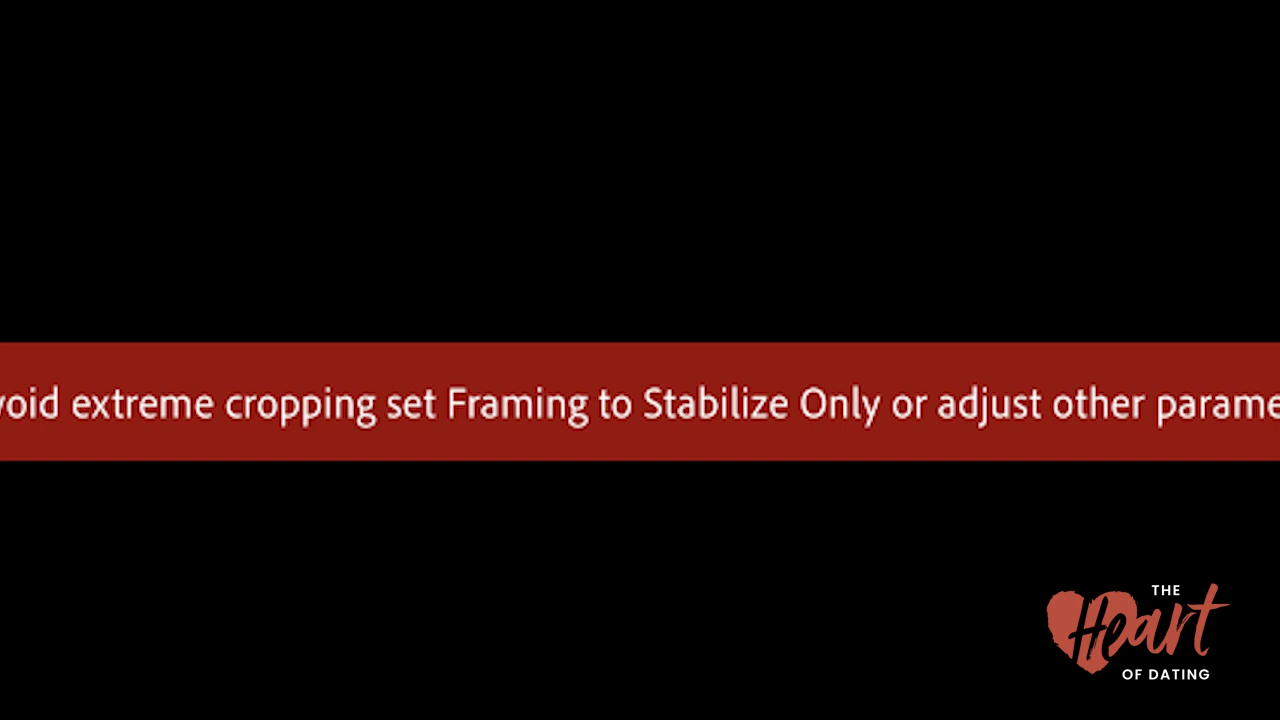 void extreme cropping set Framing to Stabilize Only or adjust other parame
THE
Heart
OF DATING